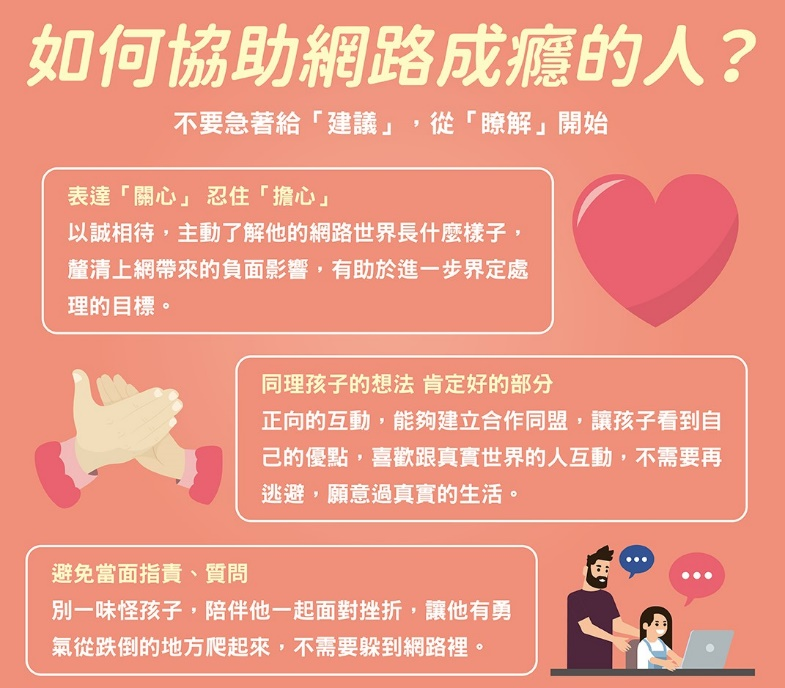 如何協助網路成癮的人？
不要急著給「建議」，從「瞭解」開始
表達「關心」 忍住「擔心」
以誠相待，主動了解他的網路世界長什麼樣子，
釐清上網帶來的負面影響，有助於進一步界定處
理的目標。
同理孩子的想法 肯定好的部分
正向的互動，能夠建立合作同盟，讓孩子看到自
己的優點，喜歡跟真實世界的人互動，不需要再
逃避，願意過真實的生活。
避免當面指責、質問
別一味怪孩子，陪伴他一起面對挫折，讓他有勇
氣從跌倒的地方爬起來，不需要躲到網路裡。